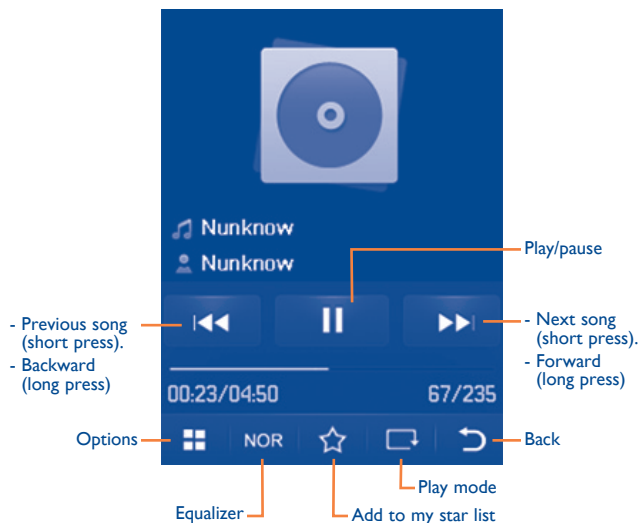 Nunknow
Nunknow
Play/pause
- Previous song
(short press).
- Backward
(long press)
- Next song
(short press).
- Forward
(long press)
00:23/04:50
67/235
Options
NOR
Back
Play mode
Equalizer
Add to my star list